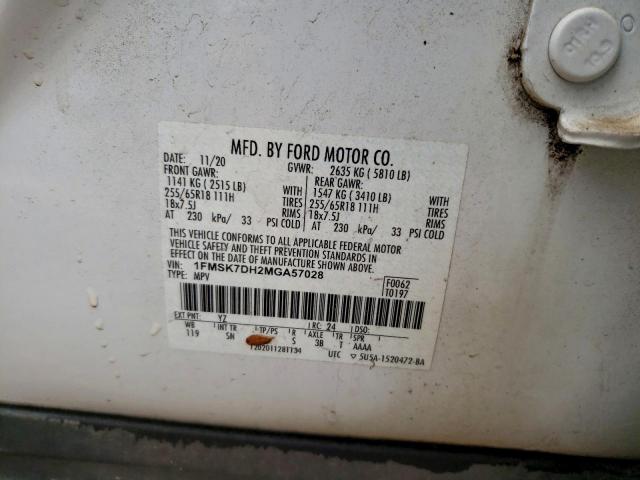 MFD. BY FORD MOTOR CO.
DATE: 11/20 GVWR: 2635 KG ( 5810 LB)
FRONT GAWR: REAR GAWR:
1141 KG ( 2515 LB) WITH 1547 KG ( 3410 LB) WITH
255/65R18 111H TIRES 255/65R18 111H TIRES
18x7.5J RIMS 18x7.5J RIMS
AT 230 kPa/ 33 PSI COLD AT 230 kPa/ 33 PSI COLD
THIS VEHICLE CONFORMS TO ALL APPLICABLE FEDERAL MOTOR
VEHICLE SAFETY AND THEFT PREVENTION STANDARDS IN
EFFECT ON THE DATE OF MANUFACTURE SHOWN ABOVE.
VIN: 1FMSK7DH2MGA57028 F0062
TYPE: MPV T0197
EXT PNT: YZ RC: 24 DSO:
WB INT TR TP/PS R AXLE TR SPR
119 SN S 3B T AAAA
UTC ▽ 5U5A-1520472-BA